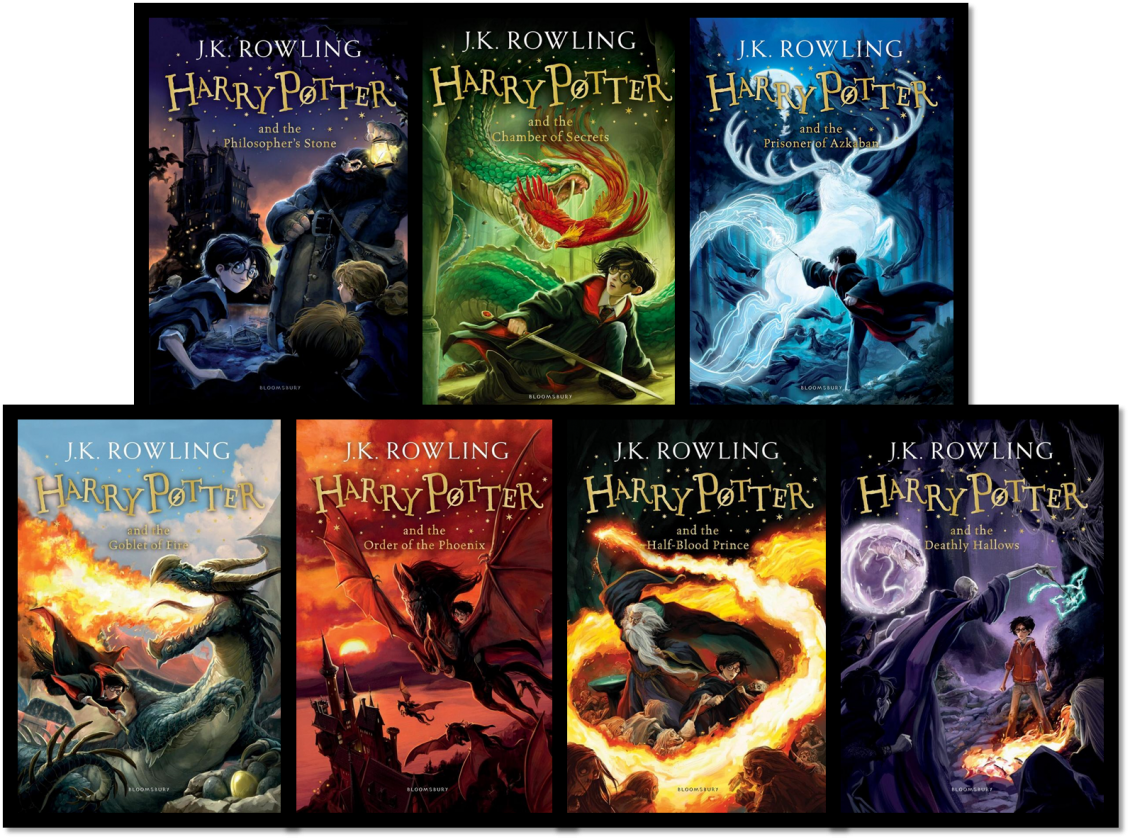 J.K. ROWLING
HARRY POTTER
and the
Philosopher's Stone
BLOOMSBURY
J.K. ROWLING
HARRY POTTER
and the
Chamber of Secrets
BLOOMSBURY
J.K. ROWLING
HARRY POTTER
and the
Prisoner of Azkaban
BLOOMSBURY
J.K. ROWLING
HARRY POTTER
and the
Goblet of Fire
BLOOMSBURY
J.K. ROWLING
HARRY POTTER
and the
Order of the Phoenix
BLOOMSBURY
J.K. ROWLING
HARRY POTTER
and the
Half-Blood Prince
BLOOMSBURY
J.K. ROWLING
HARRY POTTER
and the
Deathly Hallows
BLOOMSBURY